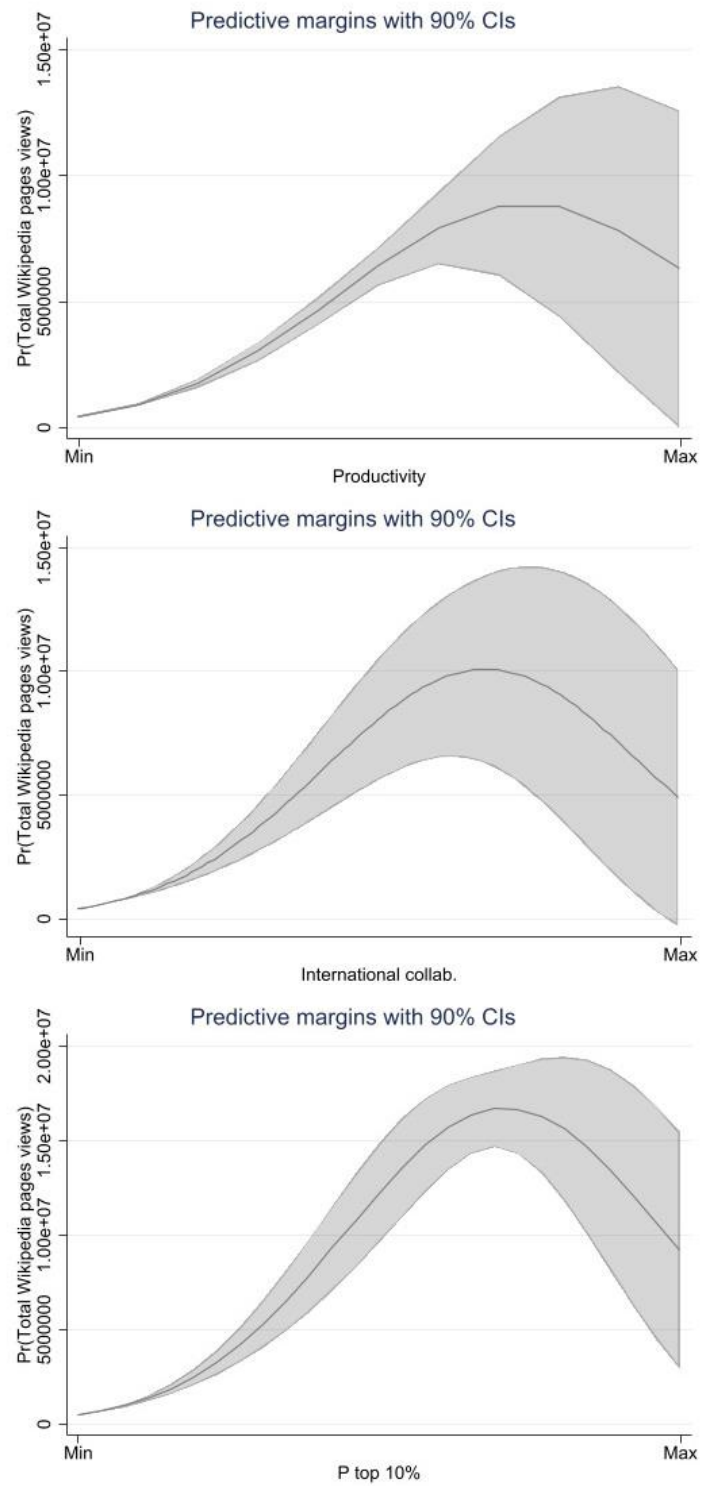 Predictive margins with 90% CIs
Pr(Total Wikipedia pages views)
1.50e+07
1.00e+07
5000000
0
Min
Max
Productivity
Predictive margins with 90% CIs
Pr(Total Wikipedia pages views)
1.50e+07
1.00e+07
5000000
0
Min
Max
International collab.
Predictive margins with 90% CIs
Pr(Total Wikipedia pages views)
2.00e+07
1.50e+07
1.00e+07
5000000
0
Min
Max
P top 10%